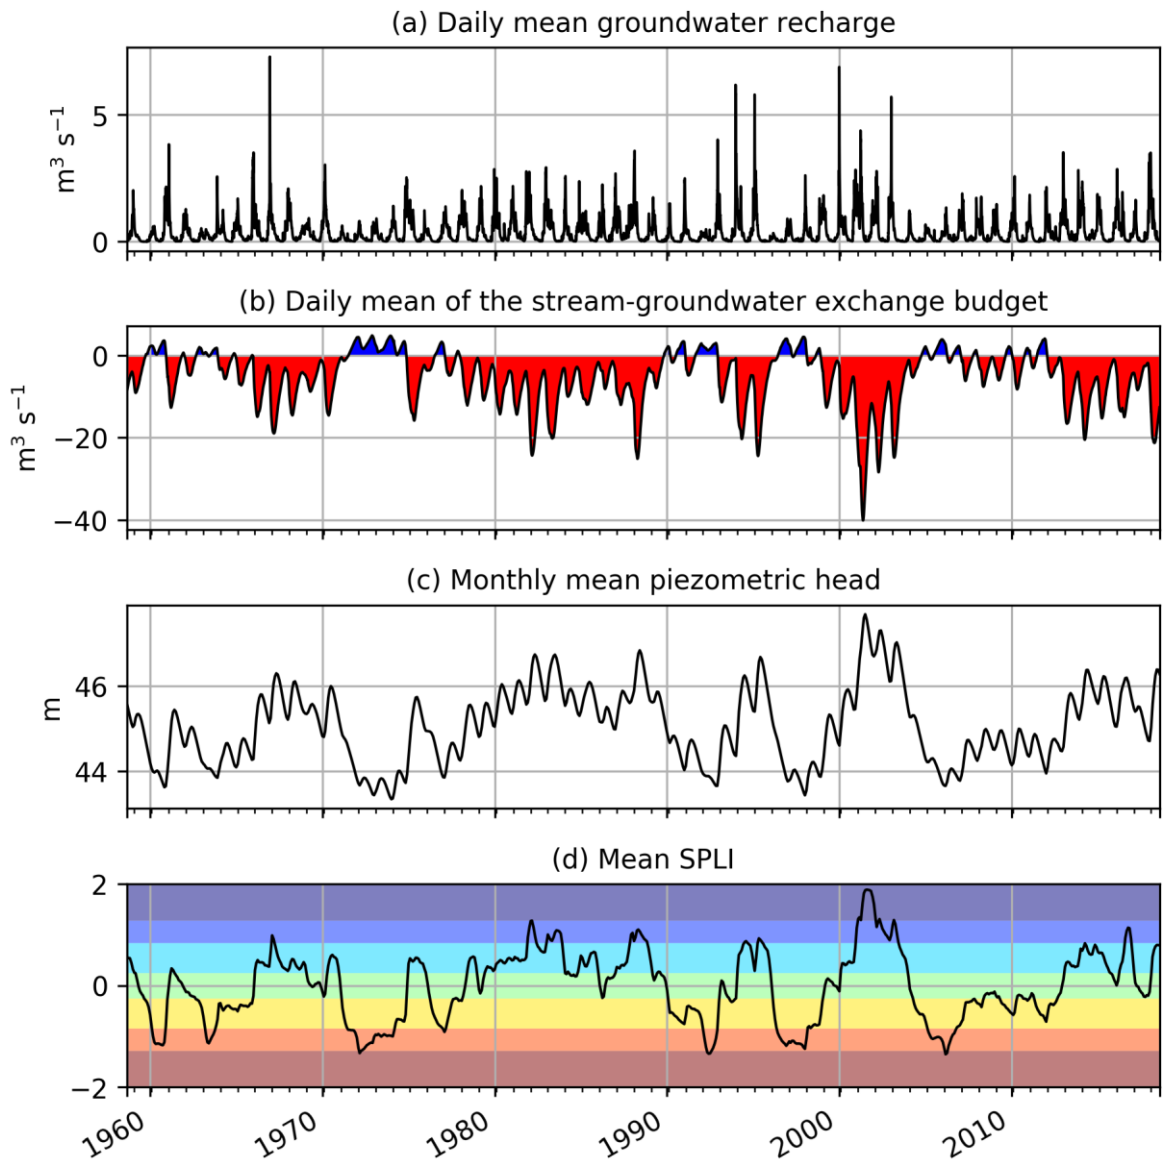 (a) Daily mean groundwater recharge
5
0
m³ s⁻¹
(b) Daily mean of the stream-groundwater exchange budget
0
−20
−40
m³ s⁻¹
(c) Monthly mean piezometric head
46
44
m
(d) Mean SPLI
2
0
−2
1960 1970 1980 1990 2000 2010